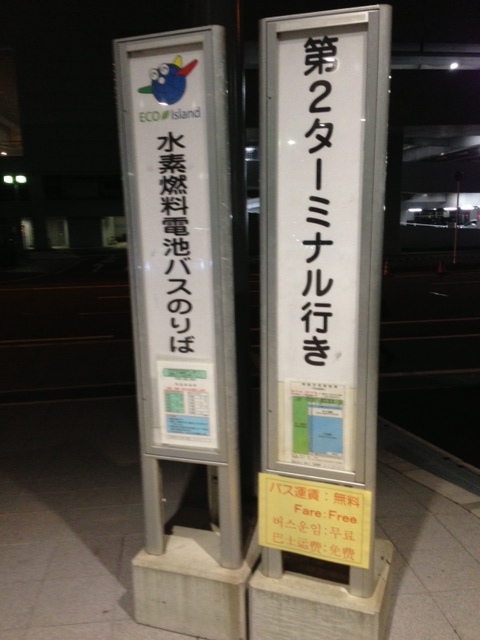 ECO Island
水素燃料電池バスのりば
第2ターミナル行き
バス運賃：無料
Fare:Free
버스운임:무료
巴士运费:免费